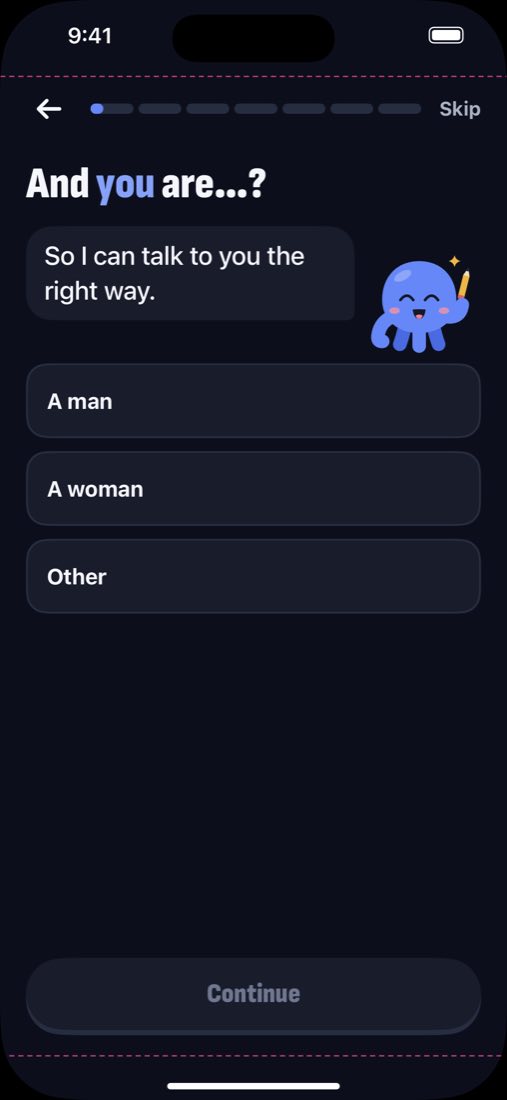 9:41
Skip
And you are...?
So I can talk to you the
right way.
A man
A woman
Other
Continue